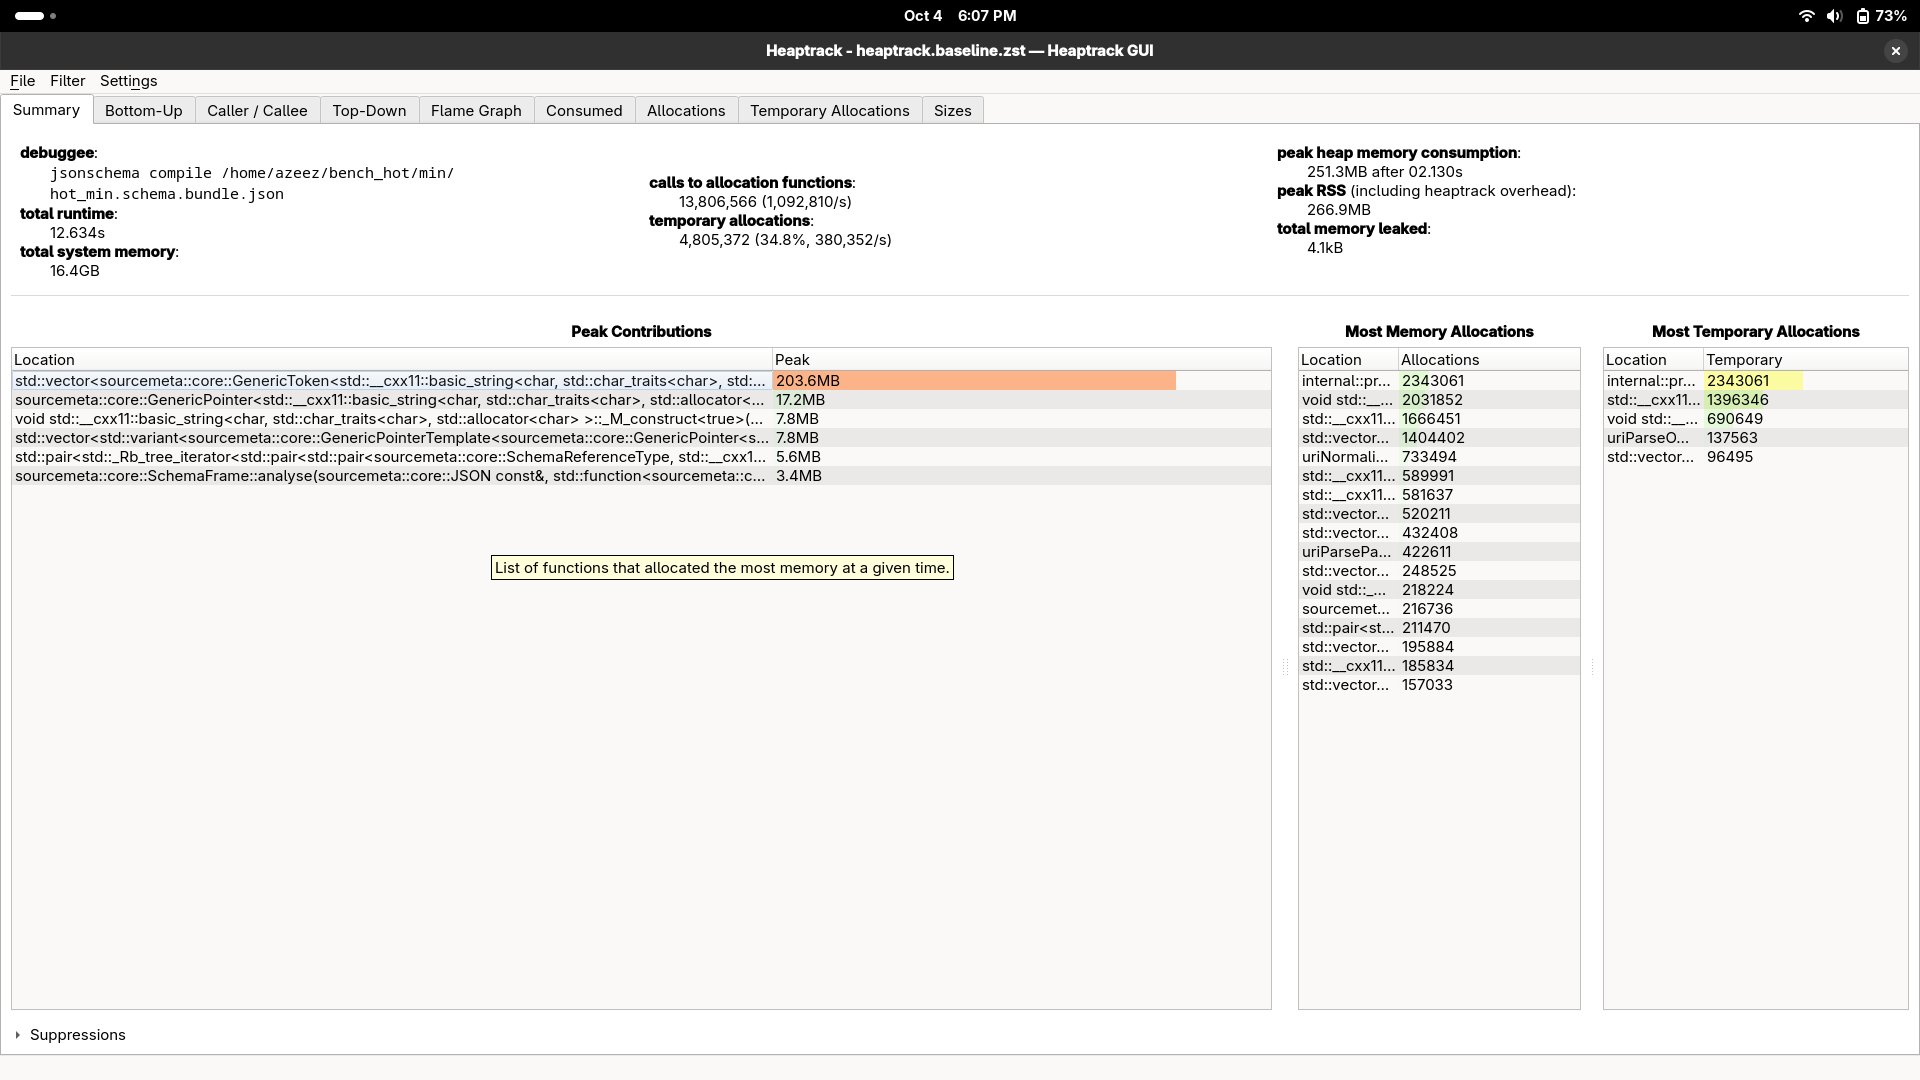 Oct 4 6:07 PM
73%
Heaptrack - heaptrack.baseline.zst — Heaptrack GUI
File Filter Settings
Summary Bottom-Up Caller / Callee Top-Down Flame Graph Consumed Allocations Temporary Allocations Sizes
debuggee:
jsonschema compile /home/azeez/bench_hot/min/
hot_min.schema.bundle.json
total runtime:
12.634s
total system memory:
16.4GB
calls to allocation functions:
13,806,566 (1,092,810/s)
temporary allocations:
4,805,372 (34.8%, 380,352/s)
peak heap memory consumption:
251.3MB after 02.130s
peak RSS (including heaptrack overhead):
266.9MB
total memory leaked:
4.1kB
Peak Contributions
Location Peak
std::vector<sourcemeta::core::GenericToken<std::__cxx11::basic_string<char, std::char_traits<char>, std:... 203.6MB
sourcemeta::core::GenericPointer<std::__cxx11::basic_string<char, std::char_traits<char>, std::allocator<... 17.2MB
void std::__cxx11::basic_string<char, std::char_traits<char>, std::allocator<char> >::_M_construct<true>(... 7.8MB
std::vector<std::variant<sourcemeta::core::GenericPointerTemplate<sourcemeta::core::GenericPointer<s... 7.8MB
std::pair<std::_Rb_tree_iterator<std::pair<std::pair<sourcemeta::core::SchemaReferenceType, std::__cxx1... 5.6MB
sourcemeta::core::SchemaFrame::analyse(sourcemeta::core::JSON const&, std::function<sourcemeta::c... 3.4MB
List of functions that allocated the most memory at a given time.
Most Memory Allocations
Location Allocations
internal::pr... 2343061
void std::__... 2031852
std::__cxx11... 1666451
std::vector... 1404402
uriNormali... 733494
std::__cxx11... 589991
std::__cxx11... 581637
std::vector... 520211
std::vector... 432408
uriParsePa... 422611
std::vector... 248525
void std::_... 218224
sourcemet... 216736
std::pair<st... 211470
std::vector... 195884
std::__cxx11... 185834
std::vector... 157033
Most Temporary Allocations
Location Temporary
internal::pr... 2343061
std::__cxx11... 1396346
void std::__... 690649
uriParseO... 137563
std::vector... 96495
Suppressions